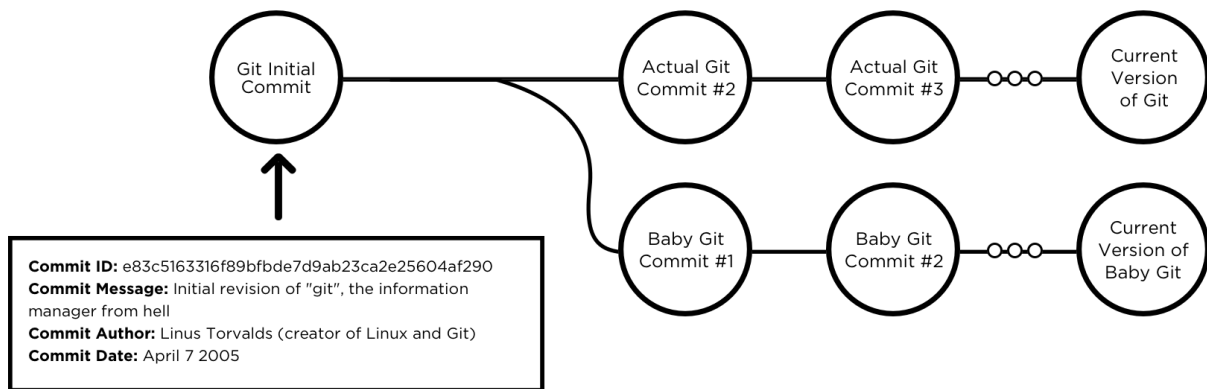 Git Initial
Commit
Actual Git
Commit #2
Actual Git
Commit #3
Current
Version
of Git
Baby Git
Commit #1
Baby Git
Commit #2
Current
Version of
Baby Git
Commit ID: e83c5163316f89bfbde7d9ab23ca2e25604af290
Commit Message: Initial revision of "git", the information
manager from hell
Commit Author: Linus Torvalds (creator of Linux and Git)
Commit Date: April 7 2005